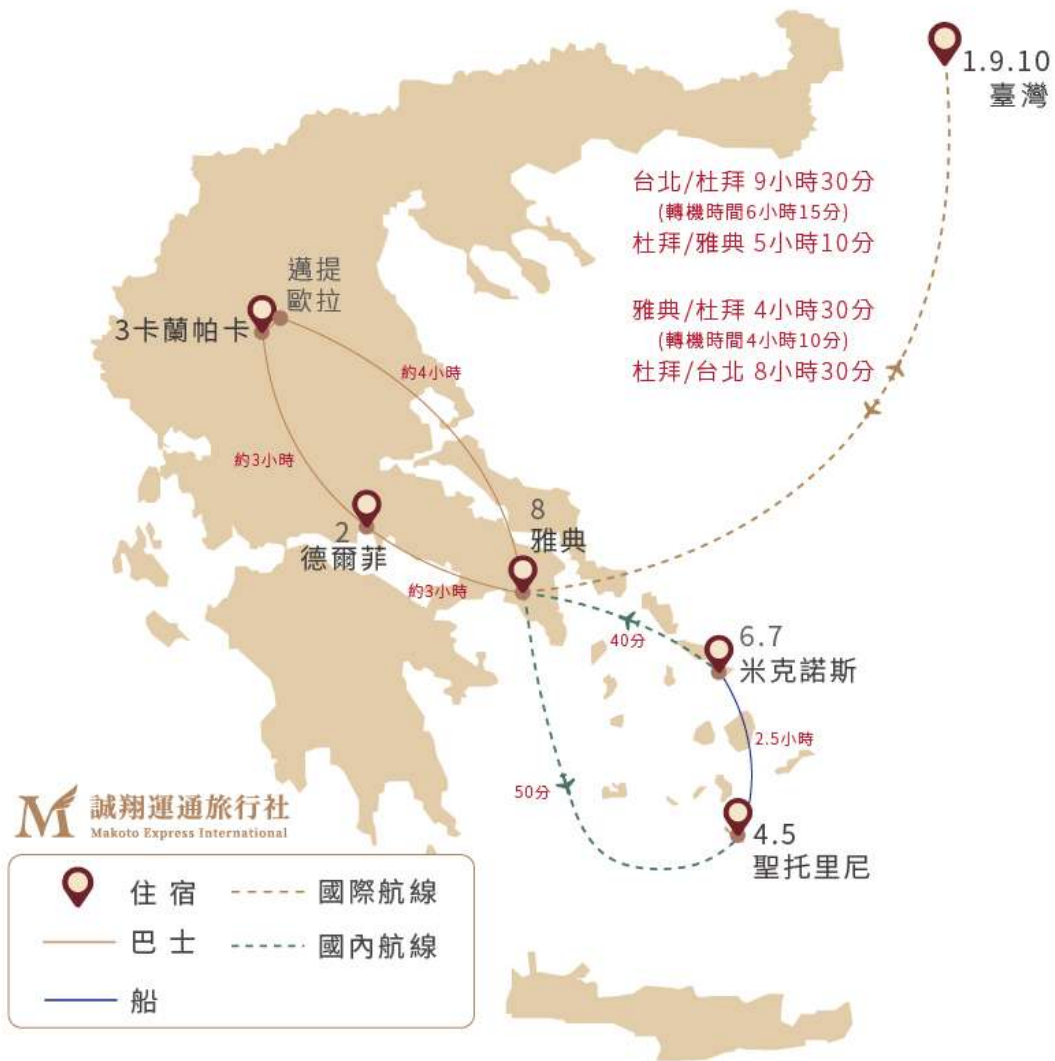 1.9.10
臺灣
台北/杜拜 9小時30分
(轉機時間6小時15分)
杜拜/雅典 5小時10分
雅典/杜拜 4小時30分
(轉機時間4小時10分)
杜拜/台北 8小時30分
邁提
歐拉
3卡蘭帕卡
約4小時
約3小時
2
德爾菲
約3小時
8
雅典
40分
6.7
米克諾斯
2.5小時
50分
4.5
聖托里尼
M 誠翔運通旅行社
Makoto Express International
住宿
國際航線
巴士
國內航線
船